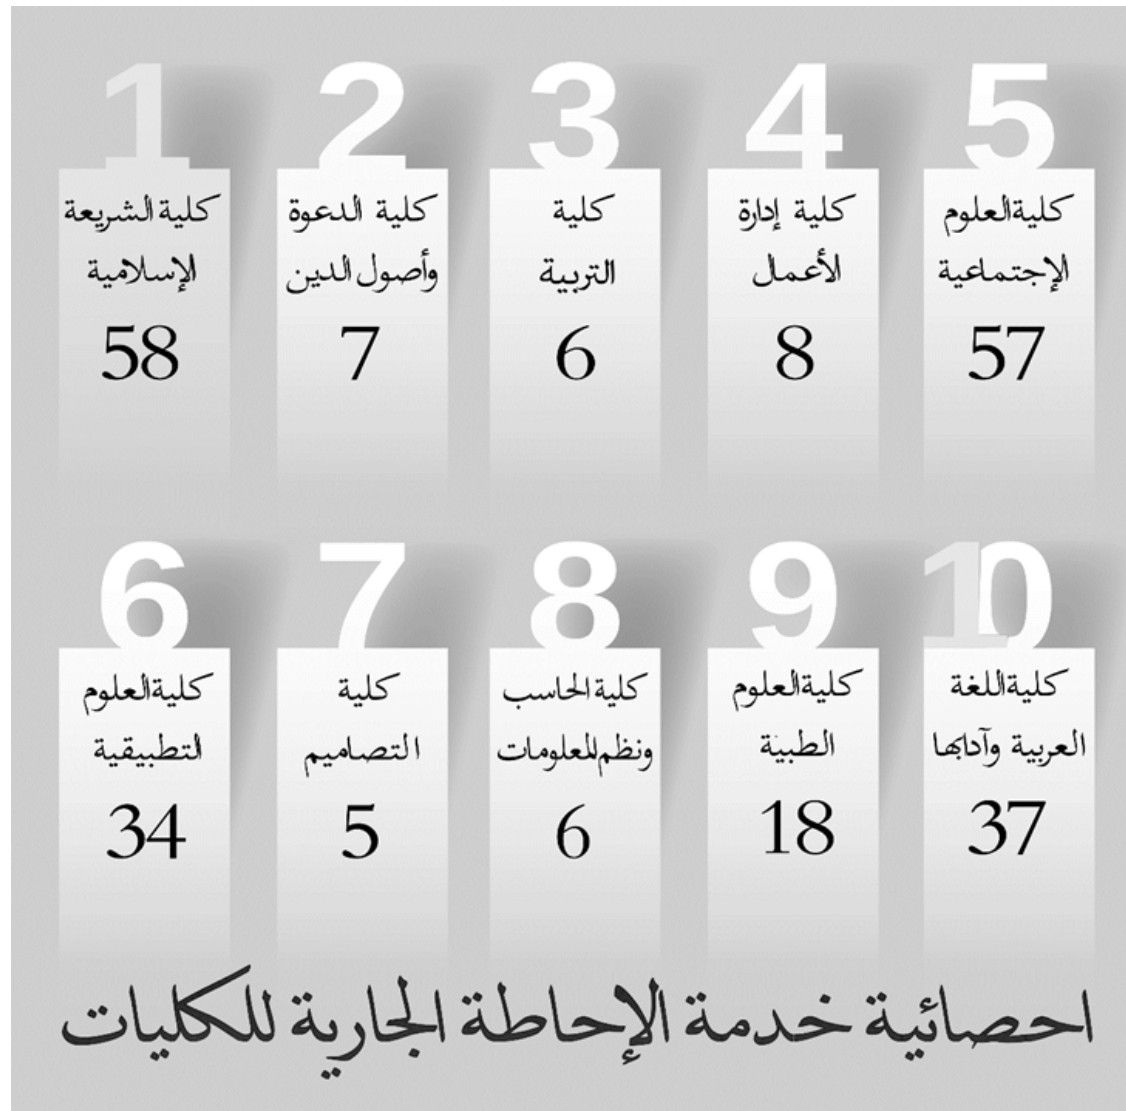 1
كلية الشريعة
الإسلامية
58
2
كلية الدعوة
وأصول الدين
7
3
كلية
التربية
6
4
كلية إدارة
الأعمال
8
5
كلية العلوم
الإجتماعية
57
6
كلية العلوم
التطبيقية
34
7
كلية
التصاميم
5
8
كلية الحاسب
ونظم المعلومات
6
9
كلية العلوم
الطبية
18
10
كلية اللغة
العربية وآدابها
37
احصائية خدمة الإحاطة الجارية للكليات